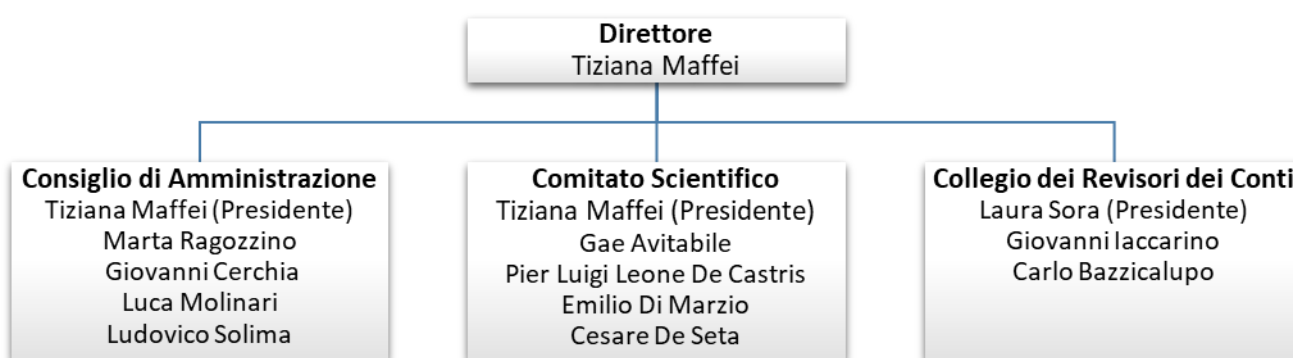 Direttore
Tiziana Maffei
Consiglio di Amministrazione
Tiziana Maffei (Presidente)
Marta Ragozzino
Giovanni Cerchia
Luca Molinari
Ludovico Solima
Comitato Scientifico
Tiziana Maffei (Presidente)
Gae Avitabile
Pier Luigi Leone De Castris
Emilio Di Marzio
Cesare De Seta
Collegio dei Revisori dei Conti
Laura Sora (Presidente)
Giovanni Iaccarino
Carlo Bazzicalupo